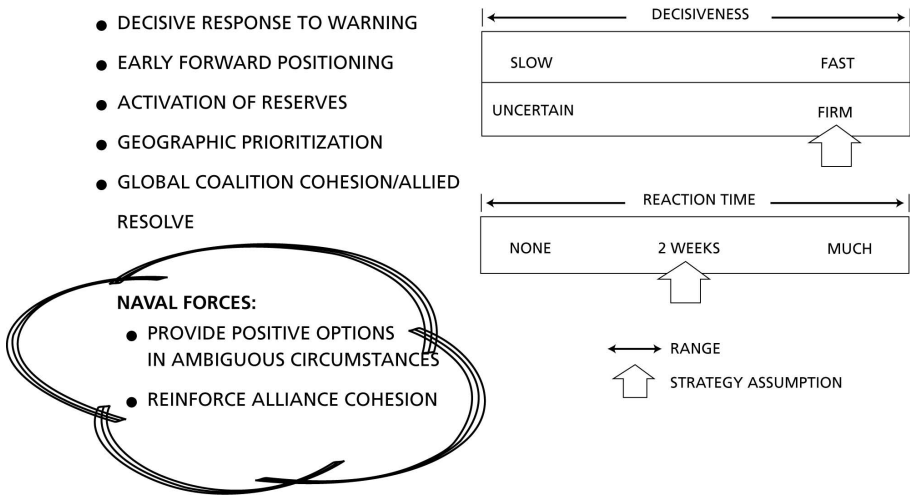 ● DECISIVE RESPONSE TO WARNING
● EARLY FORWARD POSITIONING
● ACTIVATION OF RESERVES
● GEOGRAPHIC PRIORITIZATION
● GLOBAL COALITION COHESION/ALLIED
RESOLVE
NAVAL FORCES:
● PROVIDE POSITIVE OPTIONS
IN AMBIGUOUS CIRCUMSTANCES
● REINFORCE ALLIANCE COHESION
DECISIVENESS
SLOW FAST
UNCERTAIN FIRM
REACTION TIME
NONE 2 WEEKS MUCH
RANGE
STRATEGY ASSUMPTION